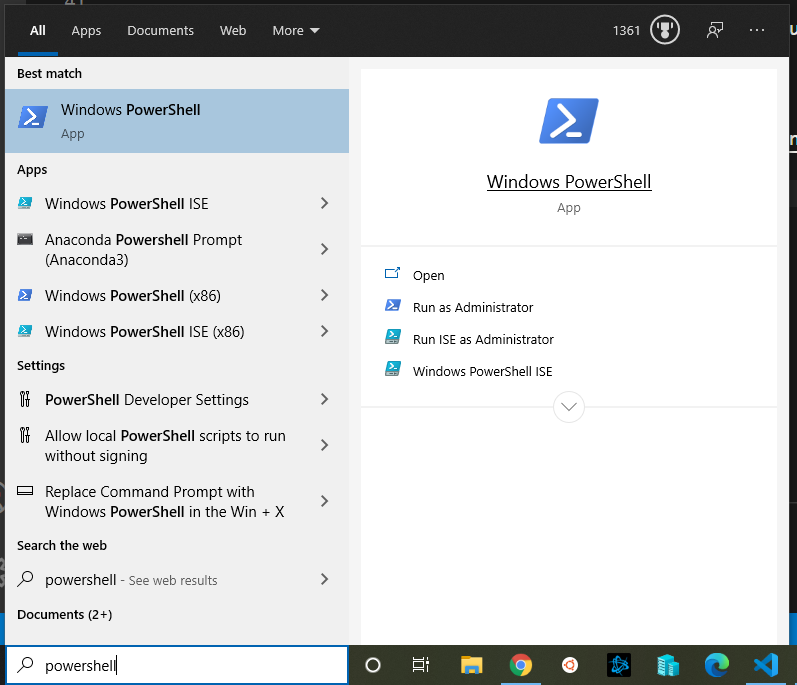 All Apps Documents Web More 1361 ...
Best match
Windows PowerShell
App
Apps
Windows PowerShell ISE
Anaconda Powershell Prompt
(Anaconda3)
Windows PowerShell (x86)
Windows PowerShell ISE (x86)
Settings
PowerShell Developer Settings
Allow local PowerShell scripts to run
without signing
Replace Command Prompt with
Windows PowerShell in the Win + X
Search the web
powershell - See web results
Documents (2+)
powershell
Windows PowerShell
App
Open
Run as Administrator
Run ISE as Administrator
Windows PowerShell ISE